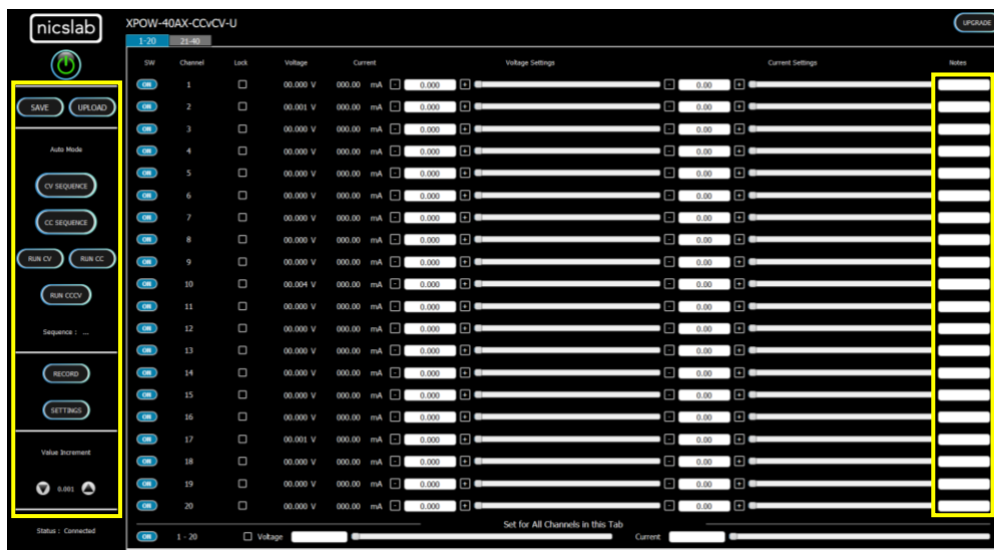 nicslab
XPOW-40AX-CCvCV-U
UPGRADE
1-20 21-40
SW Channel Lock Voltage Current Voltage Settings Current Settings Notes
ON 1 00.000 V 000.00 mA - 0.000 + - 0.00 +
SAVE UPLOAD
ON 2 00.001 V 000.00 mA - 0.000 + - 0.00 +
ON 3 00.000 V 000.00 mA - 0.000 + - 0.00 +
Auto Mode
ON 4 00.000 V 000.00 mA - 0.000 + - 0.00 +
ON 5 00.000 V 000.00 mA - 0.000 + - 0.00 +
CV SEQUENCE
ON 6 00.000 V 000.00 mA - 0.000 + - 0.00 +
ON 7 00.000 V 000.00 mA - 0.000 + - 0.00 +
CC SEQUENCE
ON 8 00.000 V 000.00 mA - 0.000 + - 0.00 +
RUN CV RUN CC
ON 9 00.000 V 000.00 mA - 0.000 + - 0.00 +
ON 10 00.004 V 000.00 mA - 0.000 + - 0.00 +
RUN CCCV
ON 11 00.000 V 000.00 mA - 0.000 + - 0.00 +
Sequence : ...
ON 12 00.000 V 000.00 mA - 0.000 + - 0.00 +
ON 13 00.000 V 000.00 mA - 0.000 + - 0.00 +
RECORD
ON 14 00.000 V 000.00 mA - 0.000 + - 0.00 +
ON 15 00.000 V 000.00 mA - 0.000 + - 0.00 +
SETTINGS
ON 16 00.000 V 000.00 mA - 0.000 + - 0.00 +
ON 17 00.001 V 000.00 mA - 0.000 + - 0.00 +
Value Increment
ON 18 00.000 V 000.00 mA - 0.000 + - 0.00 +
0.001
ON 19 00.000 V 000.00 mA - 0.000 + - 0.00 +
ON 20 00.000 V 000.00 mA - 0.000 + - 0.00 +
Set for All Channels in this Tab
Status : Connected
ON 1 - 20 Voltage Current